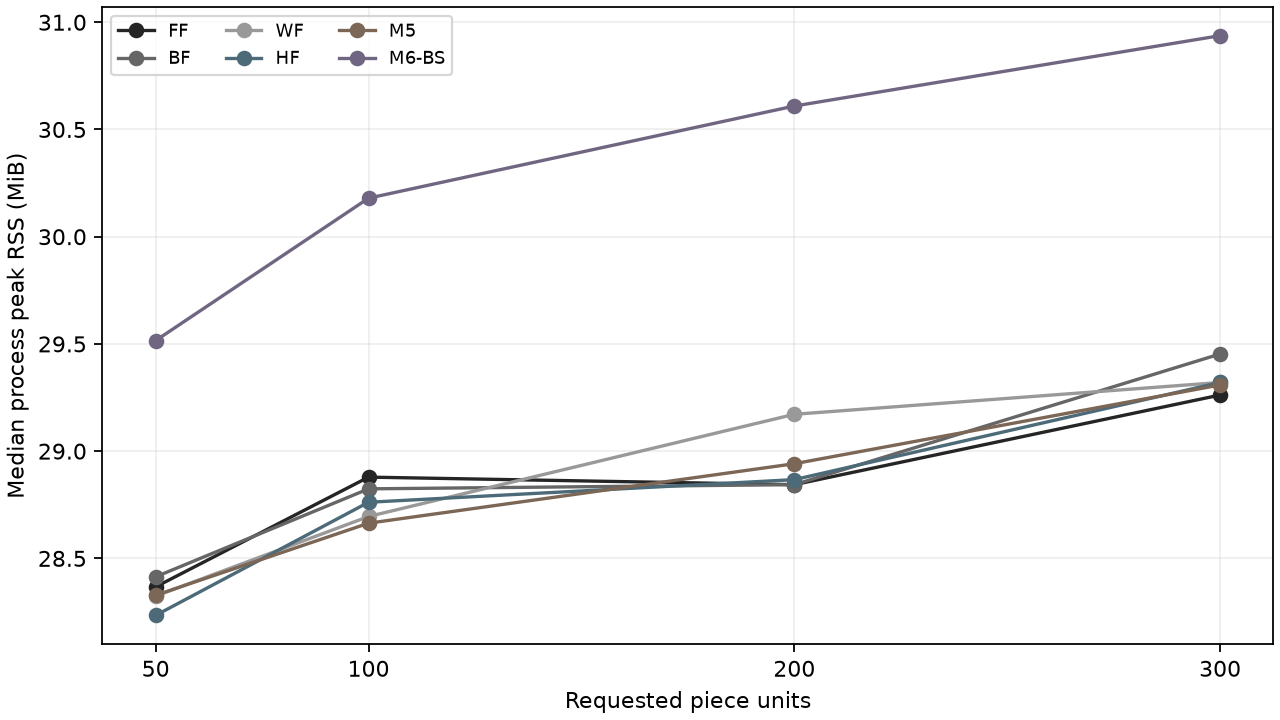 31.0
30.5
30.0
29.5
29.0
28.5
Median process peak RSS (MiB)
FF WF M5
BF HF M6-BS
50 100 200 300
Requested piece units